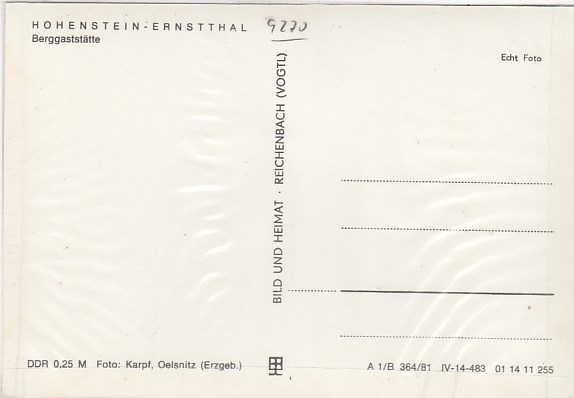 HOHENSTEIN-ERNSTTHAL
Berggaststätte
9270
Echt Foto
BILD UND HEIMAT · REICHENBACH (VOGTL)
DDR 0,25 M Foto: Karpf, Oelsnitz (Erzgeb.)
A 1/B 364/81 IV-14-483 01 14 11 255